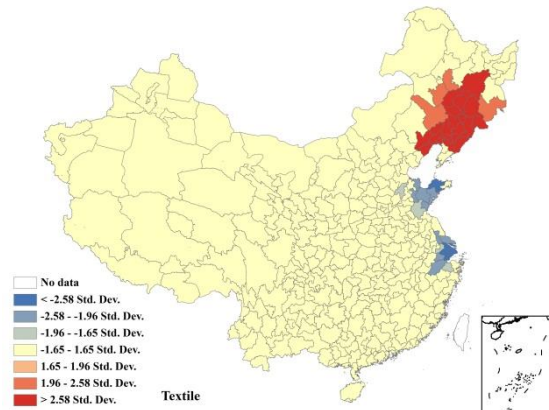 No data
< -2.58 Std. Dev.
-2.58 - -1.96 Std. Dev.
-1.96 - -1.65 Std. Dev.
-1.65 - 1.65 Std. Dev.
1.65 - 1.96 Std. Dev.
1.96 - 2.58 Std. Dev.
> 2.58 Std. Dev.
Textile